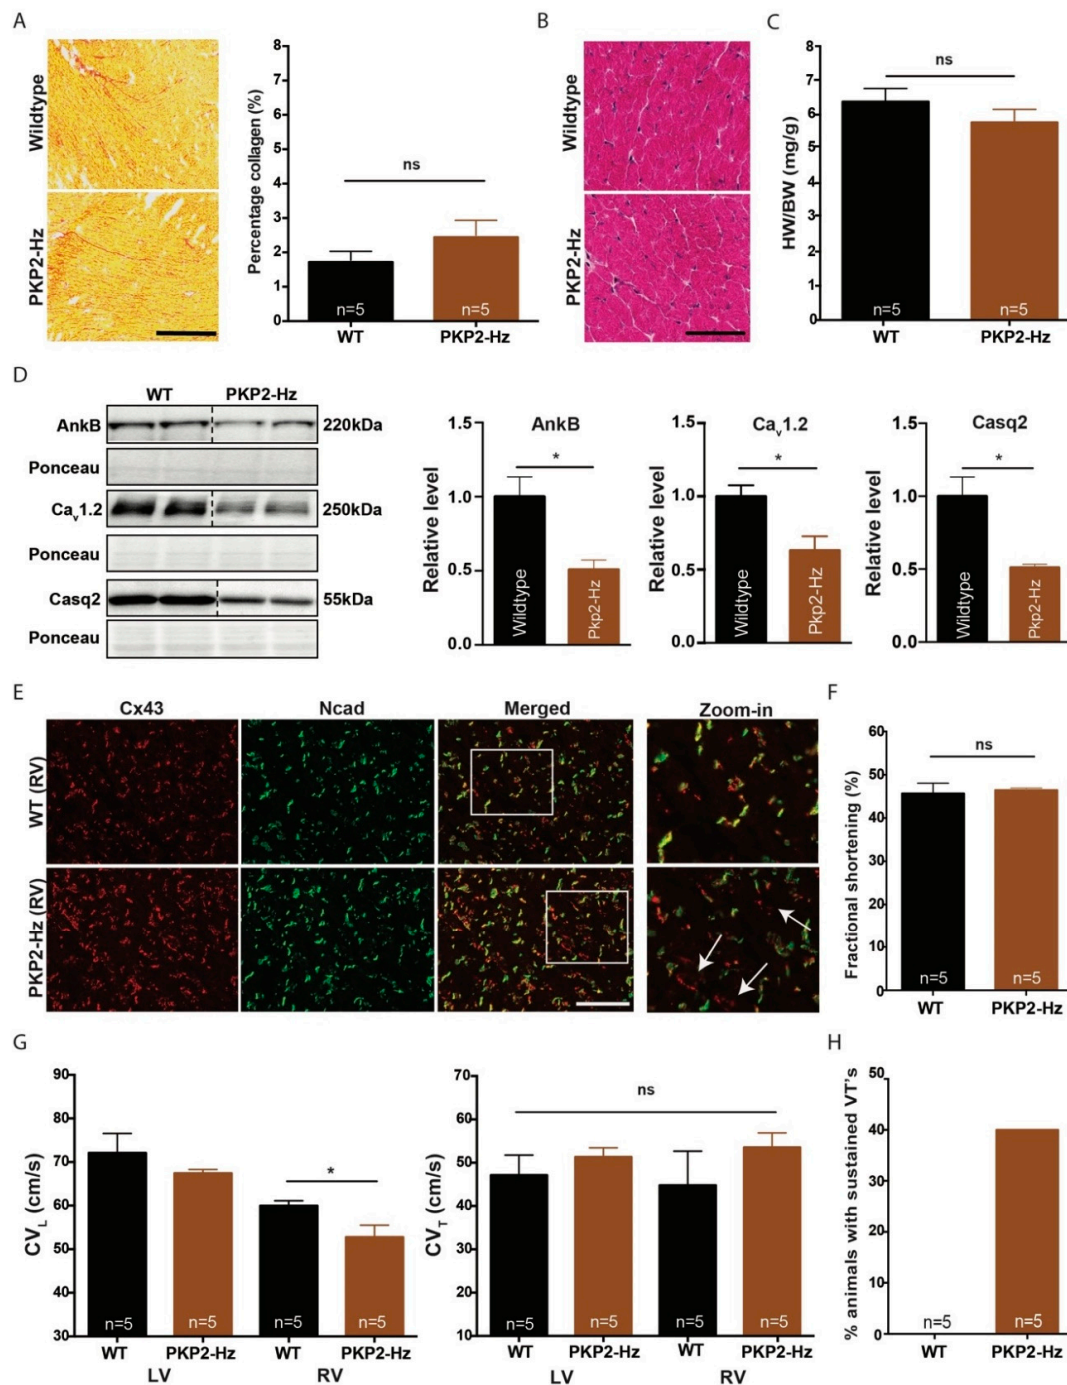 A
Wildtype
PKP2-Hz
Percentage collagen (%)
8
7
6
5
4
3
2
1
0
ns
n=5
n=5
WT
PKP2-Hz
B
Wildtype
PKP2-Hz
C
HW/BW (mg/g)
8
7
6
5
4
3
2
1
0
ns
n=5
n=5
WT
PKP2-Hz
D
WT
PKP2-Hz
AnkB
220kDa
Ponceau
Cav1.2
250kDa
Ponceau
Casq2
55kDa
Ponceau
AnkB
Relative level
1.5
1.0
0.5
0.0
*
Wildtype
Pkp2-Hz
Cav1.2
Relative level
1.5
1.0
0.5
0.0
*
Wildtype
Pkp2-Hz
Casq2
Relative level
1.5
1.0
0.5
0.0
*
Wildtype
Pkp2-Hz
E
Cx43
Ncad
Merged
Zoom-in
WT (RV)
PKP2-Hz (RV)
F
Fractional shortening (%)
60
50
40
30
20
10
0
ns
n=5
n=5
WT
PKP2-Hz
G
CVL (cm/s)
90
80
70
60
50
40
30
*
n=5
n=5
n=5
n=5
WT
PKP2-Hz
WT
PKP2-Hz
LV
RV
CVT (cm/s)
70
60
50
40
30
20
10
ns
n=5
n=5
n=5
n=5
WT
PKP2-Hz
WT
PKP2-Hz
LV
RV
H
% animals with sustained VT's
50
40
30
20
10
0
n=5
n=5
WT
PKP2-Hz